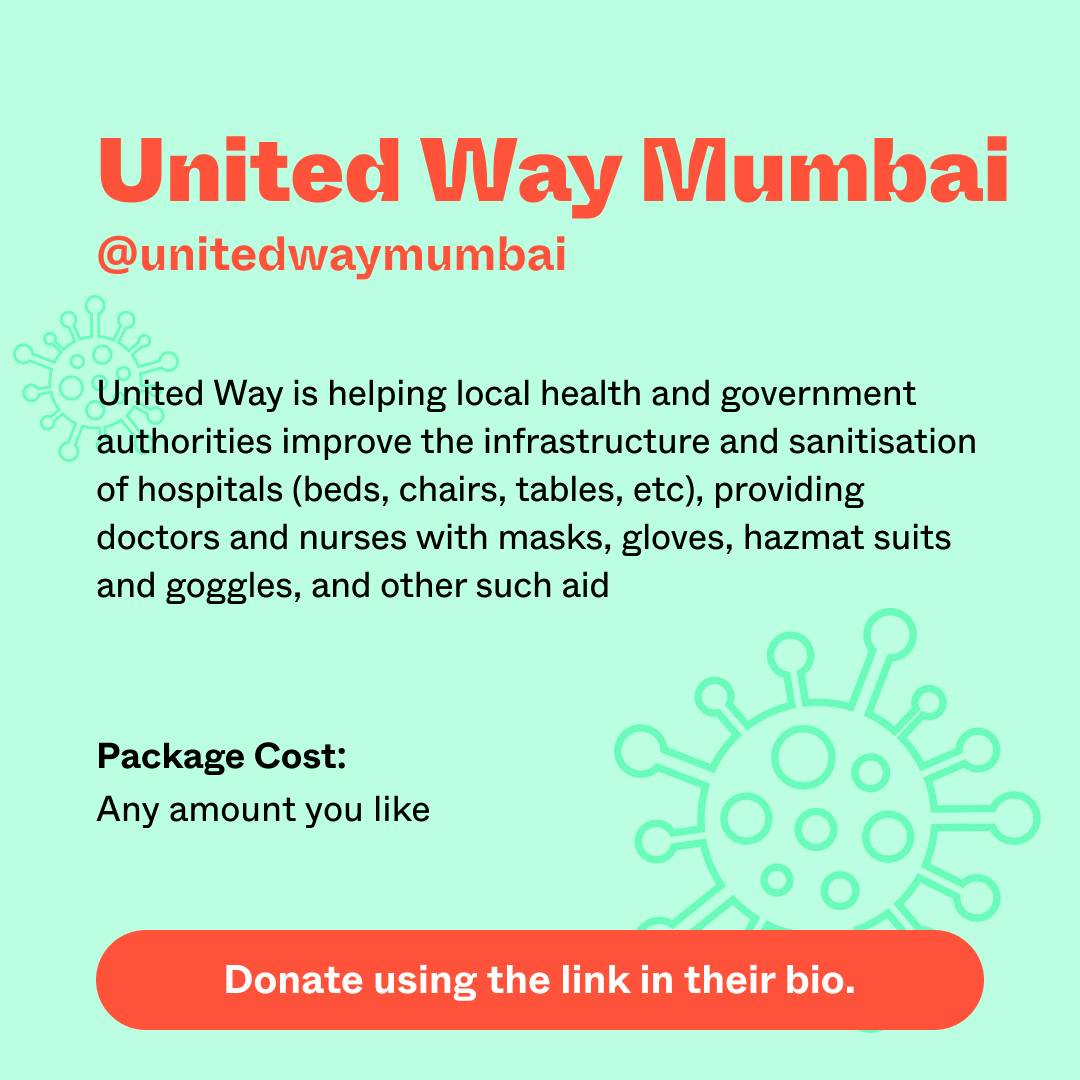 United Way Mumbai
@unitedwaymumbai
United Way is helping local health and government
authorities improve the infrastructure and sanitisation
of hospitals (beds, chairs, tables, etc), providing
doctors and nurses with masks, gloves, hazmat suits
and goggles, and other such aid
Package Cost:
Any amount you like
Donate using the link in their bio.